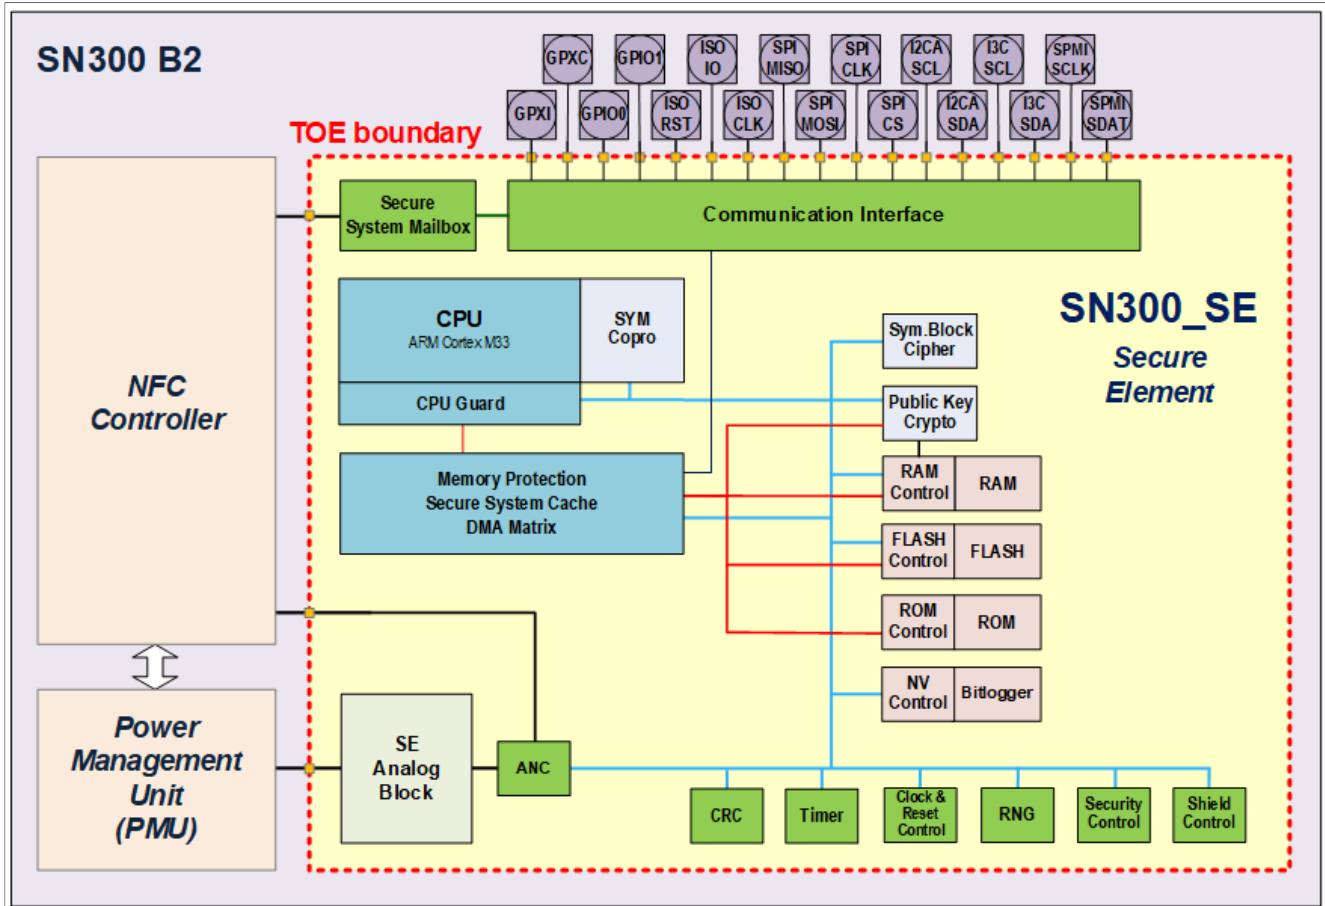 SN300 B2
GPXC
GPIO1
ISO
IO
SPI
MISO
SPI
CLK
I2CA
SCL
I3C
SCL
SPMI
SCLK
GPXI
GPIO0
ISO
RST
ISO
CLK
SPI
MOSI
SPI
CS
I2CA
SDA
I3C
SDA
SPMI
SDAT
TOE boundary
Secure
System Mailbox
Communication Interface
SN300_SE
Secure
Element
CPU
ARM Cortex M33
SYM
Copro
CPU Guard
Memory Protection
Secure System Cache
DMA Matrix
Sym.Block
Cipher
Public Key
Crypto
RAM
Control
RAM
FLASH
Control
FLASH
ROM
Control
ROM
NV
Control
Bitlogger
NFC
Controller
Power
Management
Unit
(PMU)
SE
Analog
Block
ANC
CRC
Timer
Clock &
Reset
Control
RNG
Security
Control
Shield
Control